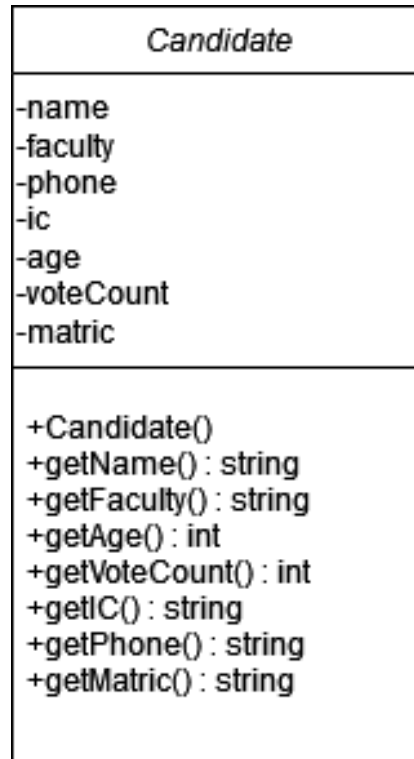 Candidate
-name
-faculty
-phone
-ic
-age
-voteCount
-matric
+Candidate()
+getName() : string
+getFaculty() : string
+getAge() : int
+getVoteCount() : int
+getIC() : string
+getPhone() : string
+getMatric() : string